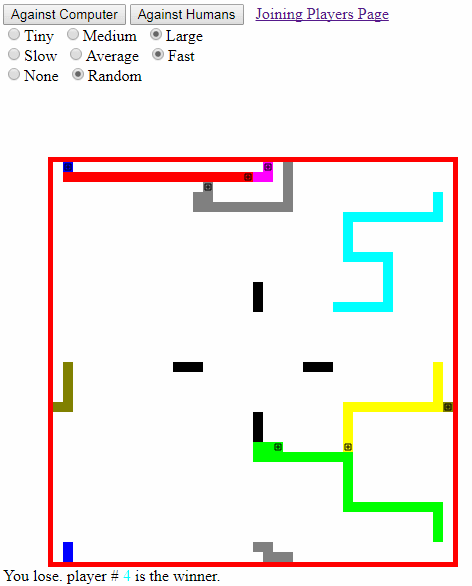 Against Computer Against Humans Joining Players Page
Tiny Medium Large
Slow Average Fast
None Random
You lose. player # 4 is the winner.